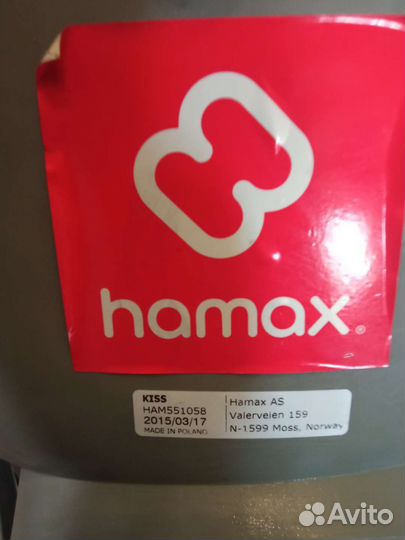 hamax®
KISS
HAM551058
2015/03/17
MADE IN POLAND
Hamax AS
Valerveien 159
N-1599 Moss, Norway
Avito